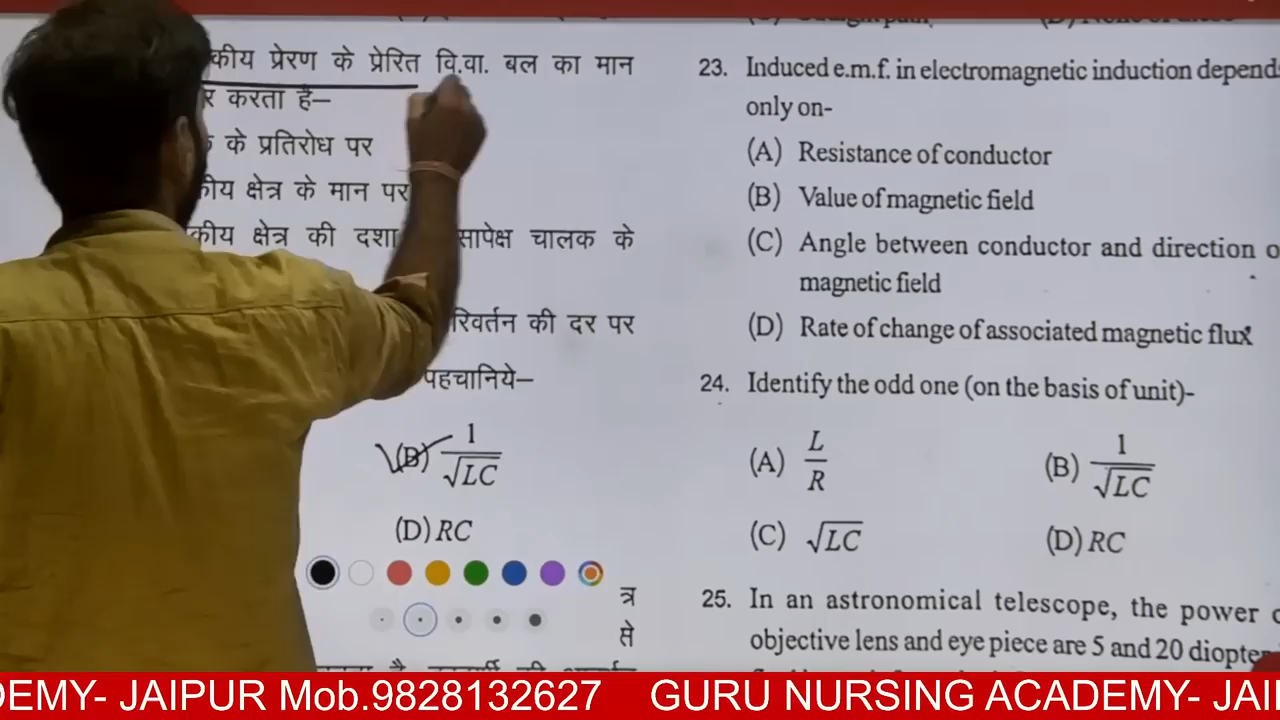 कीय प्रेरण के प्रेरित वि.वा. बल का मान
र करता है–
के प्रतिरोध पर
कीय क्षेत्र के मान पर
कीय क्षेत्र की दशा सापेक्ष चालक के
रिवर्तन की दर पर
पहचानिये–
(B) 1/√LC
(D) RC
त्र
23. Induced e.m.f. in electromagnetic induction depend
only on-
(A) Resistance of conductor
(B) Value of magnetic field
(C) Angle between conductor and direction o
magnetic field
(D) Rate of change of associated magnetic flux
24. Identify the odd one (on the basis of unit)-
(A) L/R (B) 1/√LC
(C) √LC (D) RC
25. In an astronomical telescope, the power o
objective lens and eye piece are 5 and 20 diopte
DEMY- JAIPUR Mob.9828132627 GURU NURSING ACADEMY- JAI